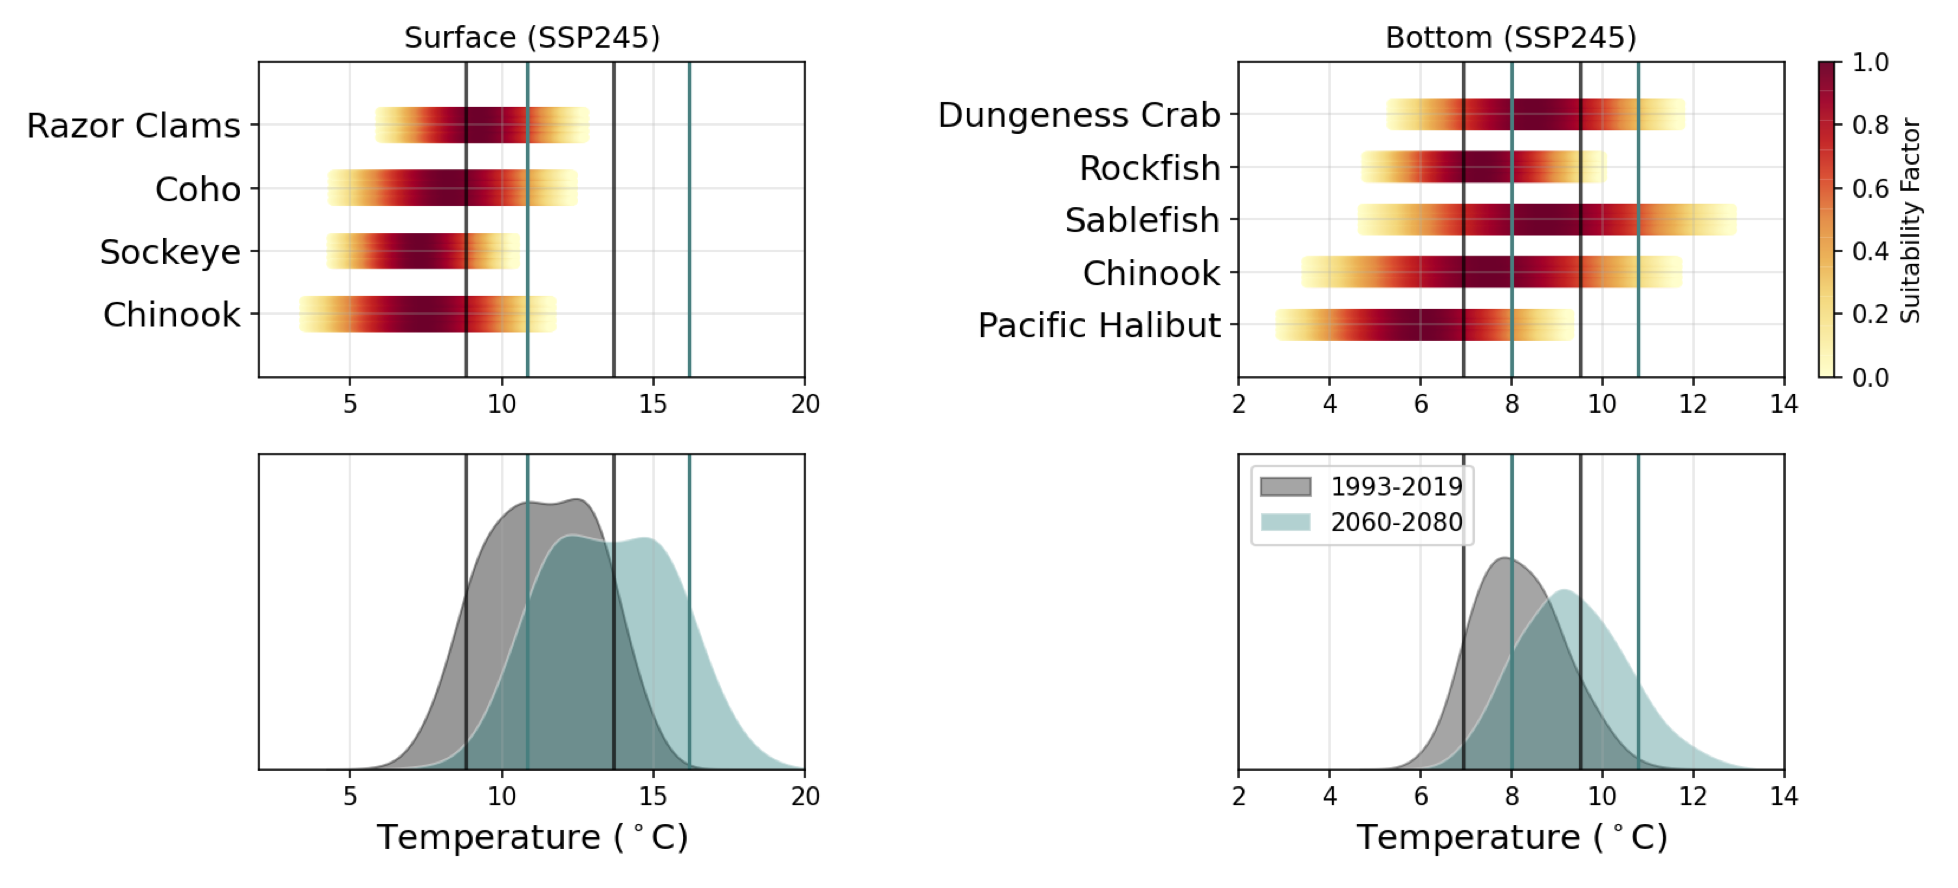 Surface (SSP245)
Razor Clams
Coho
Sockeye
Chinook
5 10 15 20
Bottom (SSP245)
Dungeness Crab
Rockfish
Sablefish
Chinook
Pacific Halibut
2 4 6 8 10 12 14
1.0
0.8
0.6
0.4
0.2
0.0
Suitability Factor
5 10 15 20
Temperature (°C)
1993-2019
2060-2080
2 4 6 8 10 12 14
Temperature (°C)